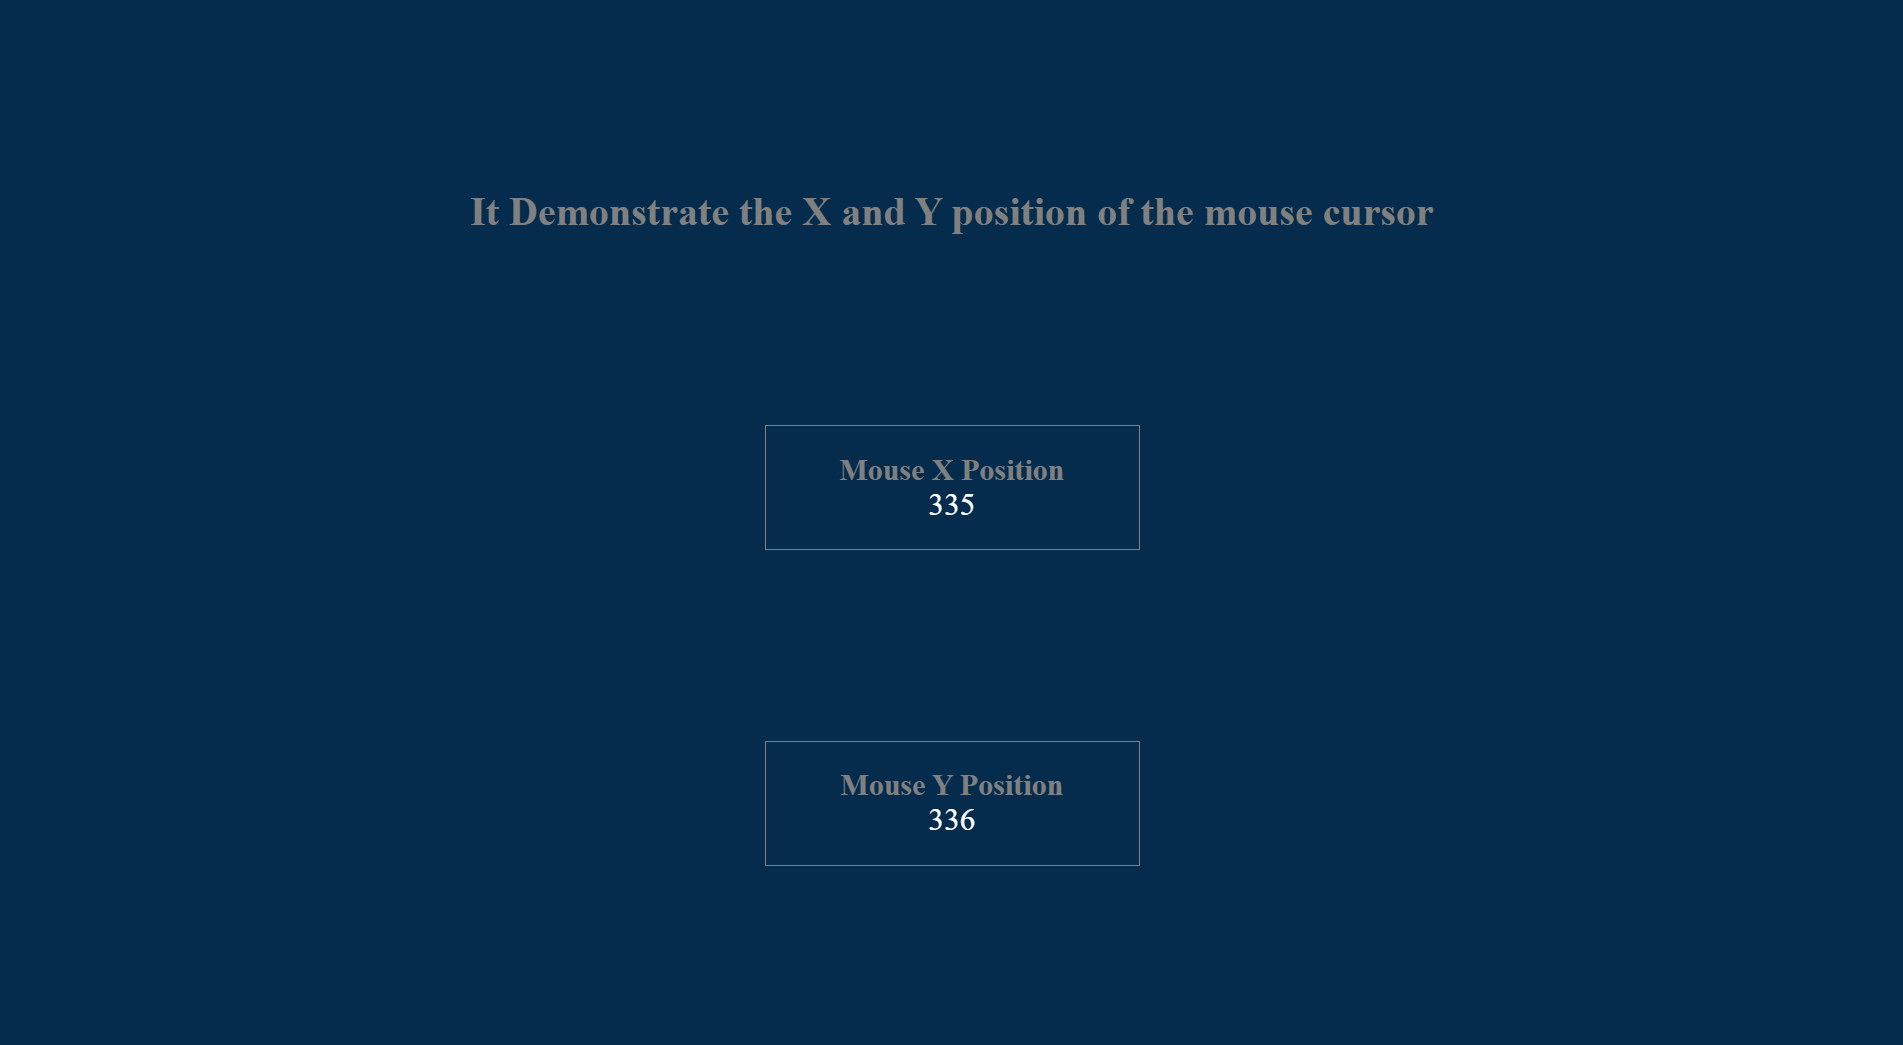 It Demonstrate the X and Y position of the mouse cursor
Mouse X Position
335
Mouse Y Position
336